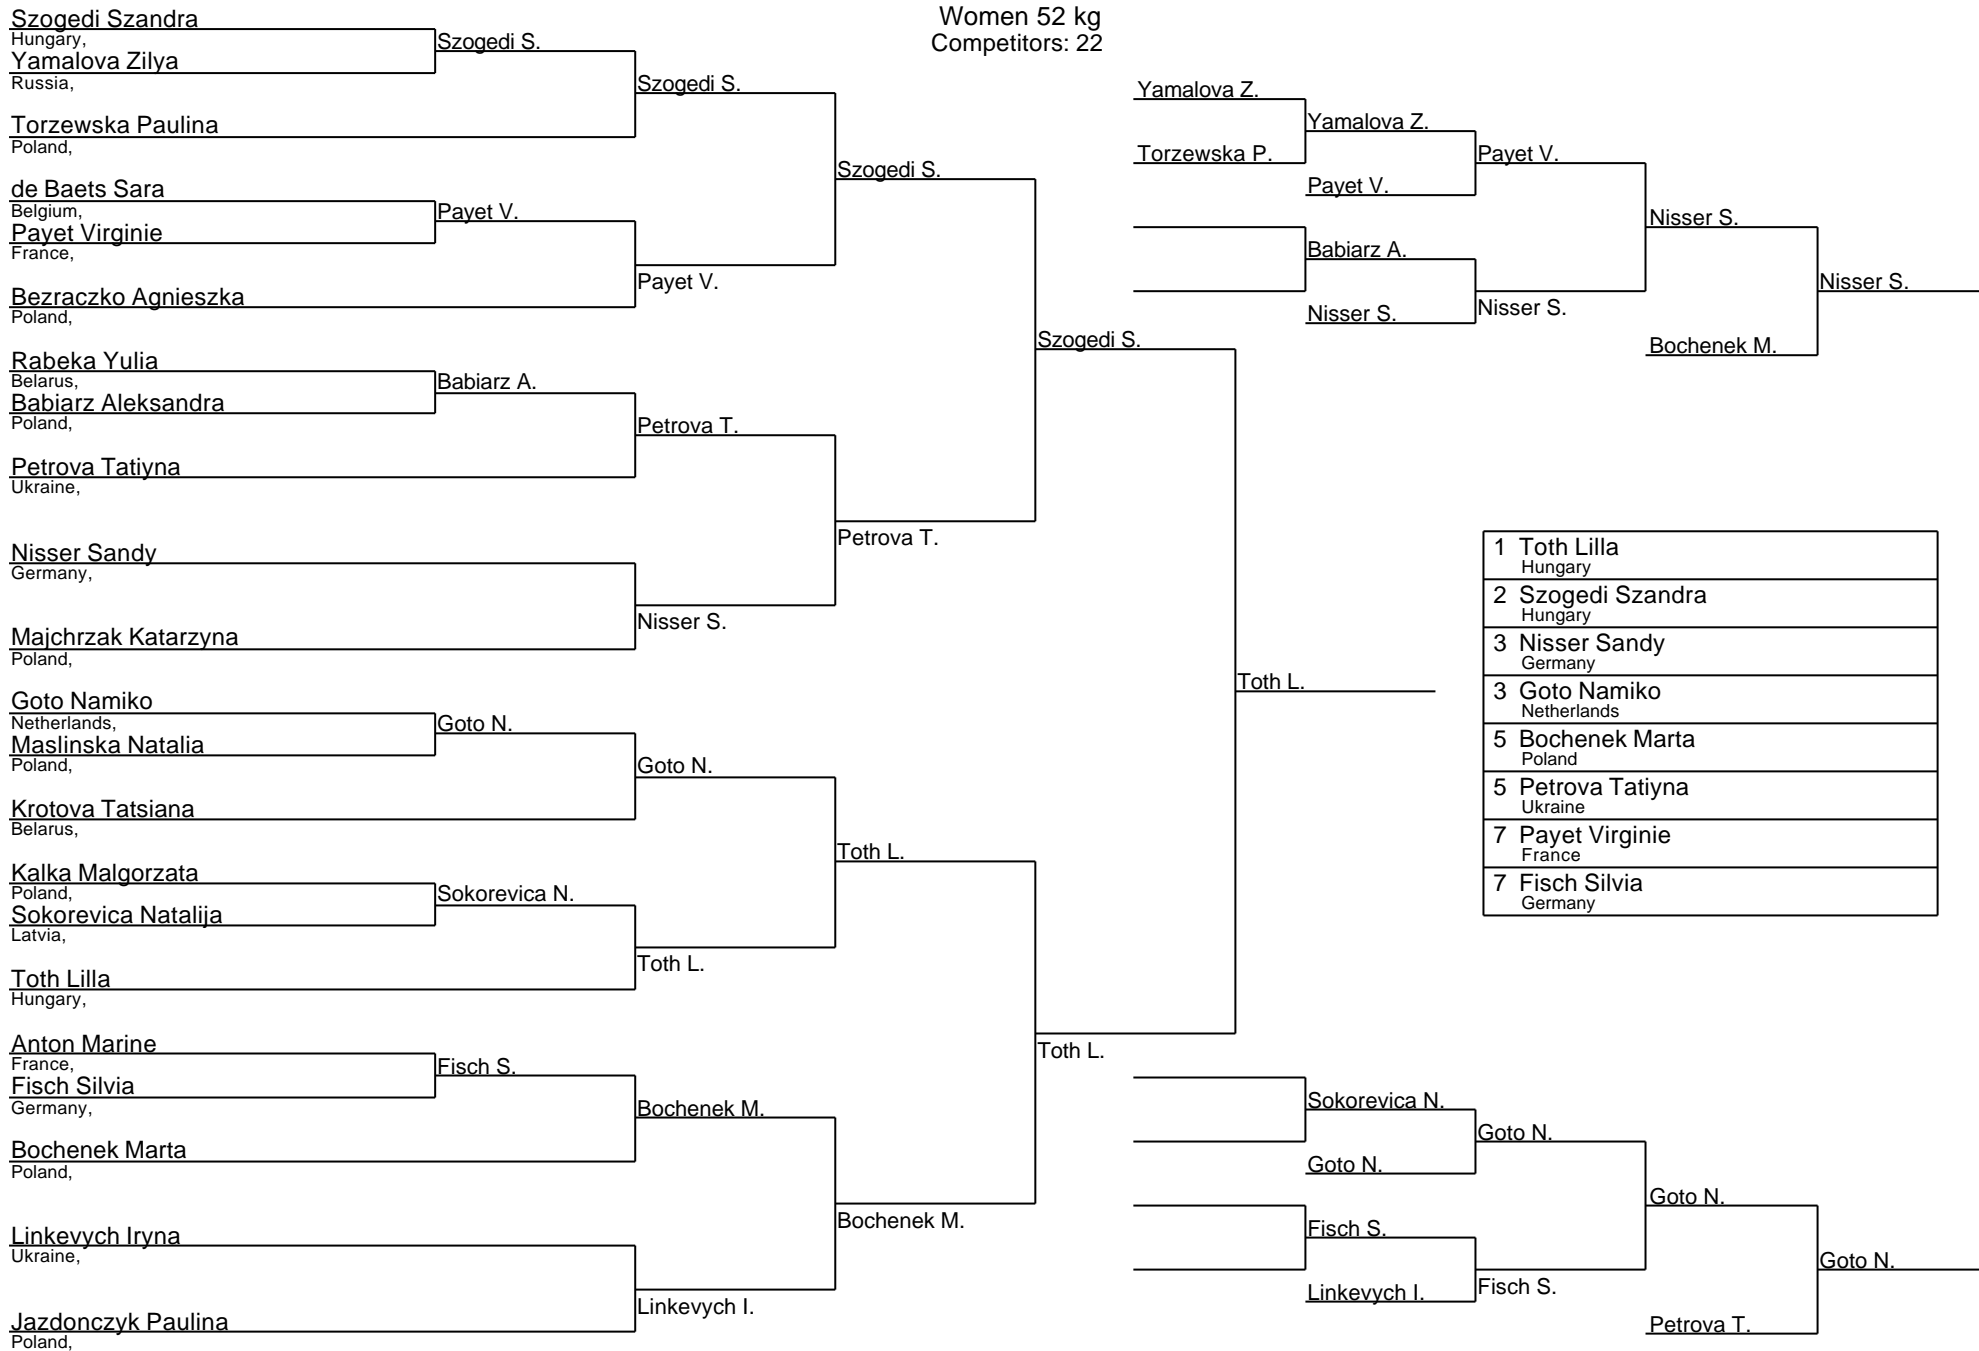 Women 52 kg
Competitors: 22
Szogedi Szandra
Hungary,
Yamalova Zilya
Russia,
Torzewska Paulina
Poland,
de Baets Sara
Belgium,
Payet Virginie
France,
Bezraczko Agnieszka
Poland,
Rabeka Yulia
Belarus,
Babiarz Aleksandra
Poland,
Petrova Tatiyna
Ukraine,
Nisser Sandy
Germany,
Majchrzak Katarzyna
Poland,
Goto Namiko
Netherlands,
Maslinska Natalia
Poland,
Krotova Tatsiana
Belarus,
Kalka Malgorzata
Poland,
Sokorevica Natalija
Latvia,
Toth Lilla
Hungary,
Anton Marine
France,
Fisch Silvia
Germany,
Bochenek Marta
Poland,
Linkevych Iryna
Ukraine,
Jazdonczyk Paulina
Poland,
Szogedi S.
Payet V.
Babiarz A.
Goto N.
Sokorevica N.
Fisch S.
Szogedi S.
Payet V.
Petrova T.
Nisser S.
Goto N.
Toth L.
Bochenek M.
Linkevych I.
Szogedi S.
Petrova T.
Toth L.
Bochenek M.
Szogedi S.
Toth L.
Toth L.
Yamalova Z.
Torzewska P.
Yamalova Z.
Payet V.
Babiarz A.
Nisser S.
Payet V.
Nisser S.
Nisser S.
Bochenek M.
Nisser S.
1 Toth Lilla
Hungary
2 Szogedi Szandra
Hungary
3 Nisser Sandy
Germany
3 Goto Namiko
Netherlands
5 Bochenek Marta
Poland
5 Petrova Tatiyna
Ukraine
7 Payet Virginie
France
7 Fisch Silvia
Germany
Sokorevica N.
Goto N.
Fisch S.
Linkevych I.
Goto N.
Fisch S.
Goto N.
Petrova T.
Goto N.